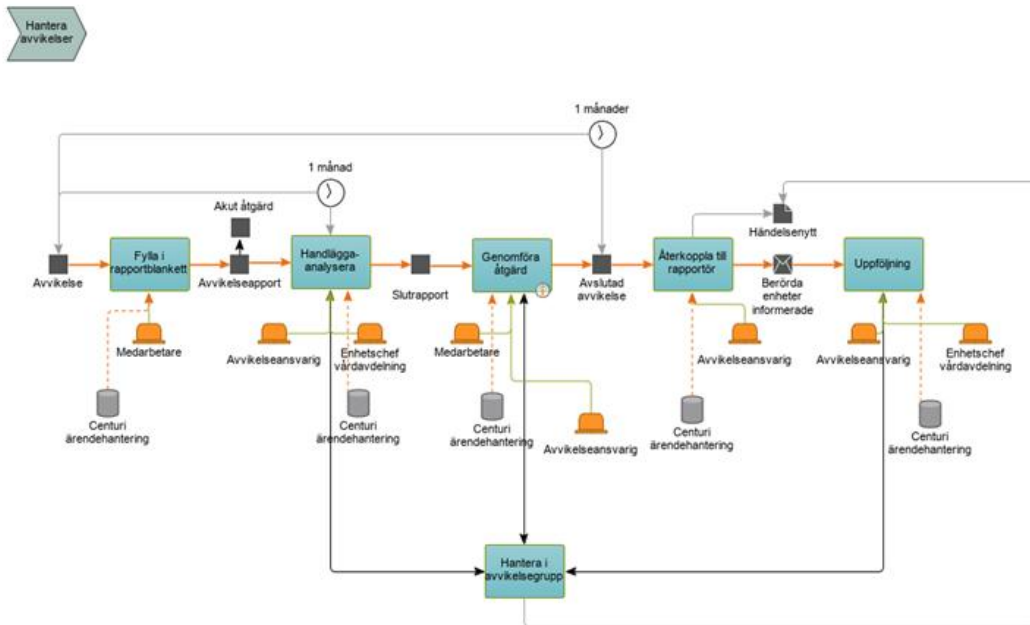 Hantera
avvikelser
1 månader
1 månad
Akut åtgärd
Händelsenytt
Avvikelse
Fylla i
rapportblankett
Avvikelseapport
Handlägga-
analysera
Slutrapport
Genomföra
åtgärd
Avslutad
avvikelse
Återkoppla till
rapportör
Berörda
enheter
informerade
Uppföljning
Medarbetare
Avvikelseansvarig
Enhetschef
vårdavdelning
Medarbetare
Avvikelseansvarig
Avvikelseansvarig
Avvikelseansvarig
Enhetschef
vårdavdelning
Centuri
ärendehantering
Centuri
ärendehantering
Centuri
ärendehantering
Centuri
ärendehantering
Centuri
ärendehantering
Hantera i
avvikelsegrupp